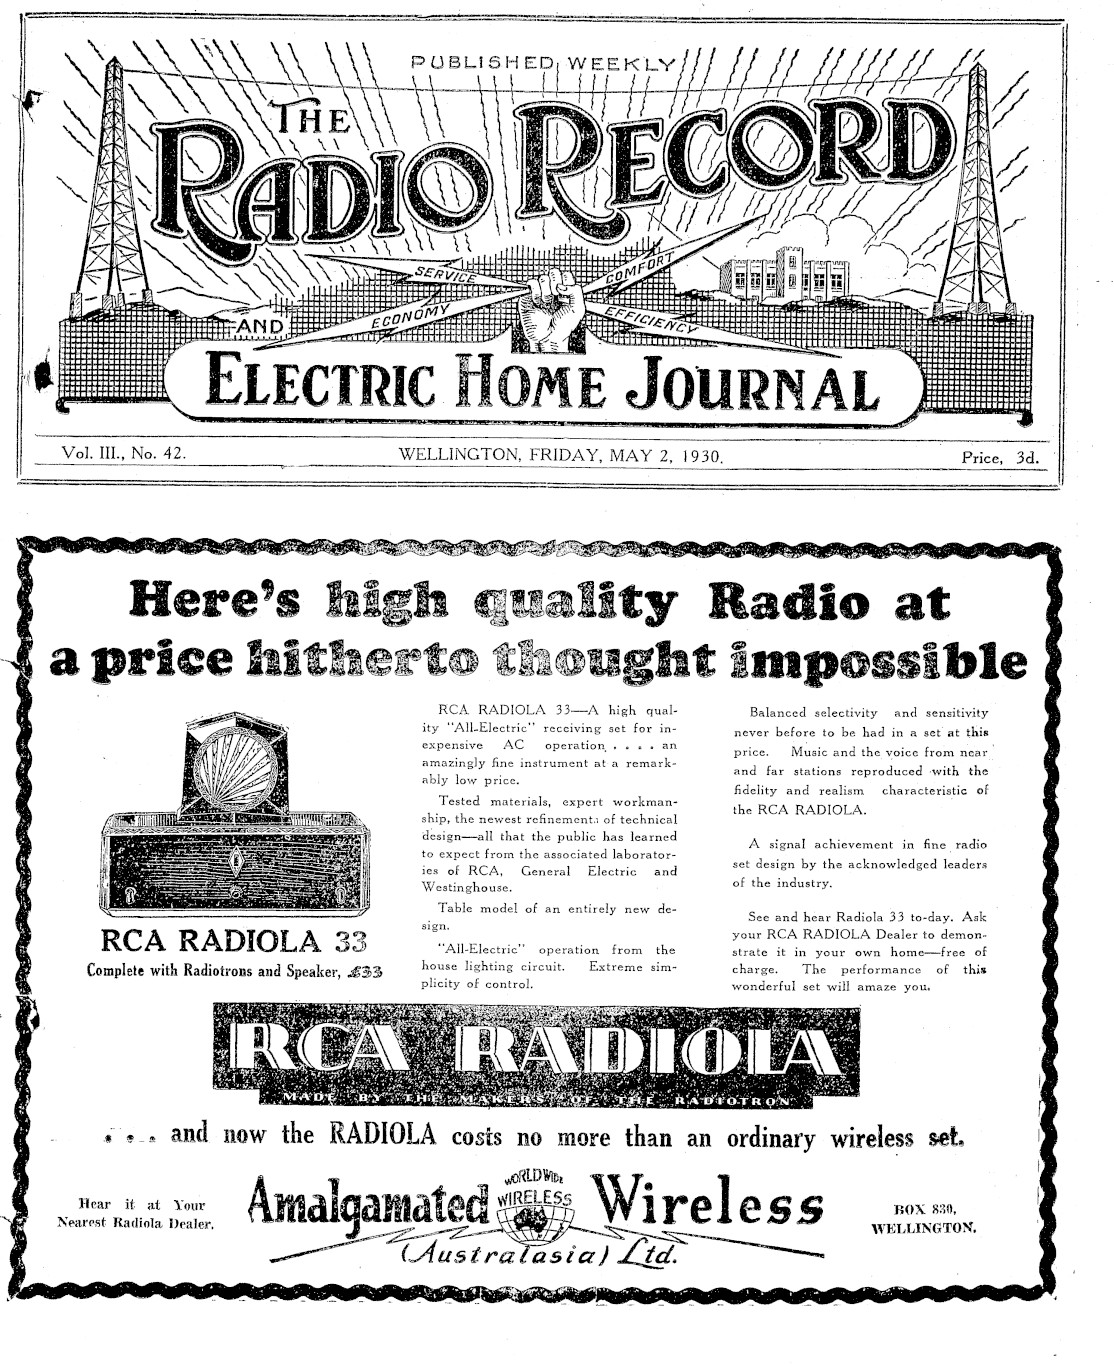 PUBLISHED WEEKLY
THE
RADIO RECORD
SERVICE
COMFORT
ECONOMY
EFFICIENCY
AND
ELECTRIC HOME JOURNAL
Vol. III., No. 42.
WELLINGTON, FRIDAY, MAY 2, 1930.
Price, 3d.
Here's high quality Radio at
a price hitherto thought impossible
RCA RADIOLA 33
Complete with Radiotrons and Speaker, £33
RCA RADIOLA 33—A high qual-
ity "All-Electric" receiving set for in-
expensive AC operation . . . . an
amazingly fine instrument at a remark-
ably low price.
Tested materials, expert workman-
ship, the newest refinements of technical
design—all that the public has learned
to expect from the associated laborator-
ies of RCA, General Electric and
Westinghouse.
Table model of an entirely new de-
sign.
"All-Electric" operation from the
house lighting circuit. Extreme sim-
plicity of control.
Balanced selectivity and sensitivity
never before to be had in a set at this
price. Music and the voice from near
and far stations reproduced with the
fidelity and realism characteristic of
the RCA RADIOLA.
A signal achievement in fine radio
set design by the acknowledged leaders
of the industry.
See and hear Radiola 33 to-day. Ask
your RCA RADIOLA Dealer to demon-
strate it in your own home—free of
charge. The performance of this
wonderful set will amaze you.
RCA RADIOLA
MADE BY THE MAKERS OF THE RADIOTRON
. . . and now the RADIOLA costs no more than an ordinary wireless set.
Hear it at Your
Nearest Radiola Dealer.
Amalgamated Wireless
WORLD WIDE
WIRELESS
(Australasia) Ltd.
BOX 830,
WELLINGTON.